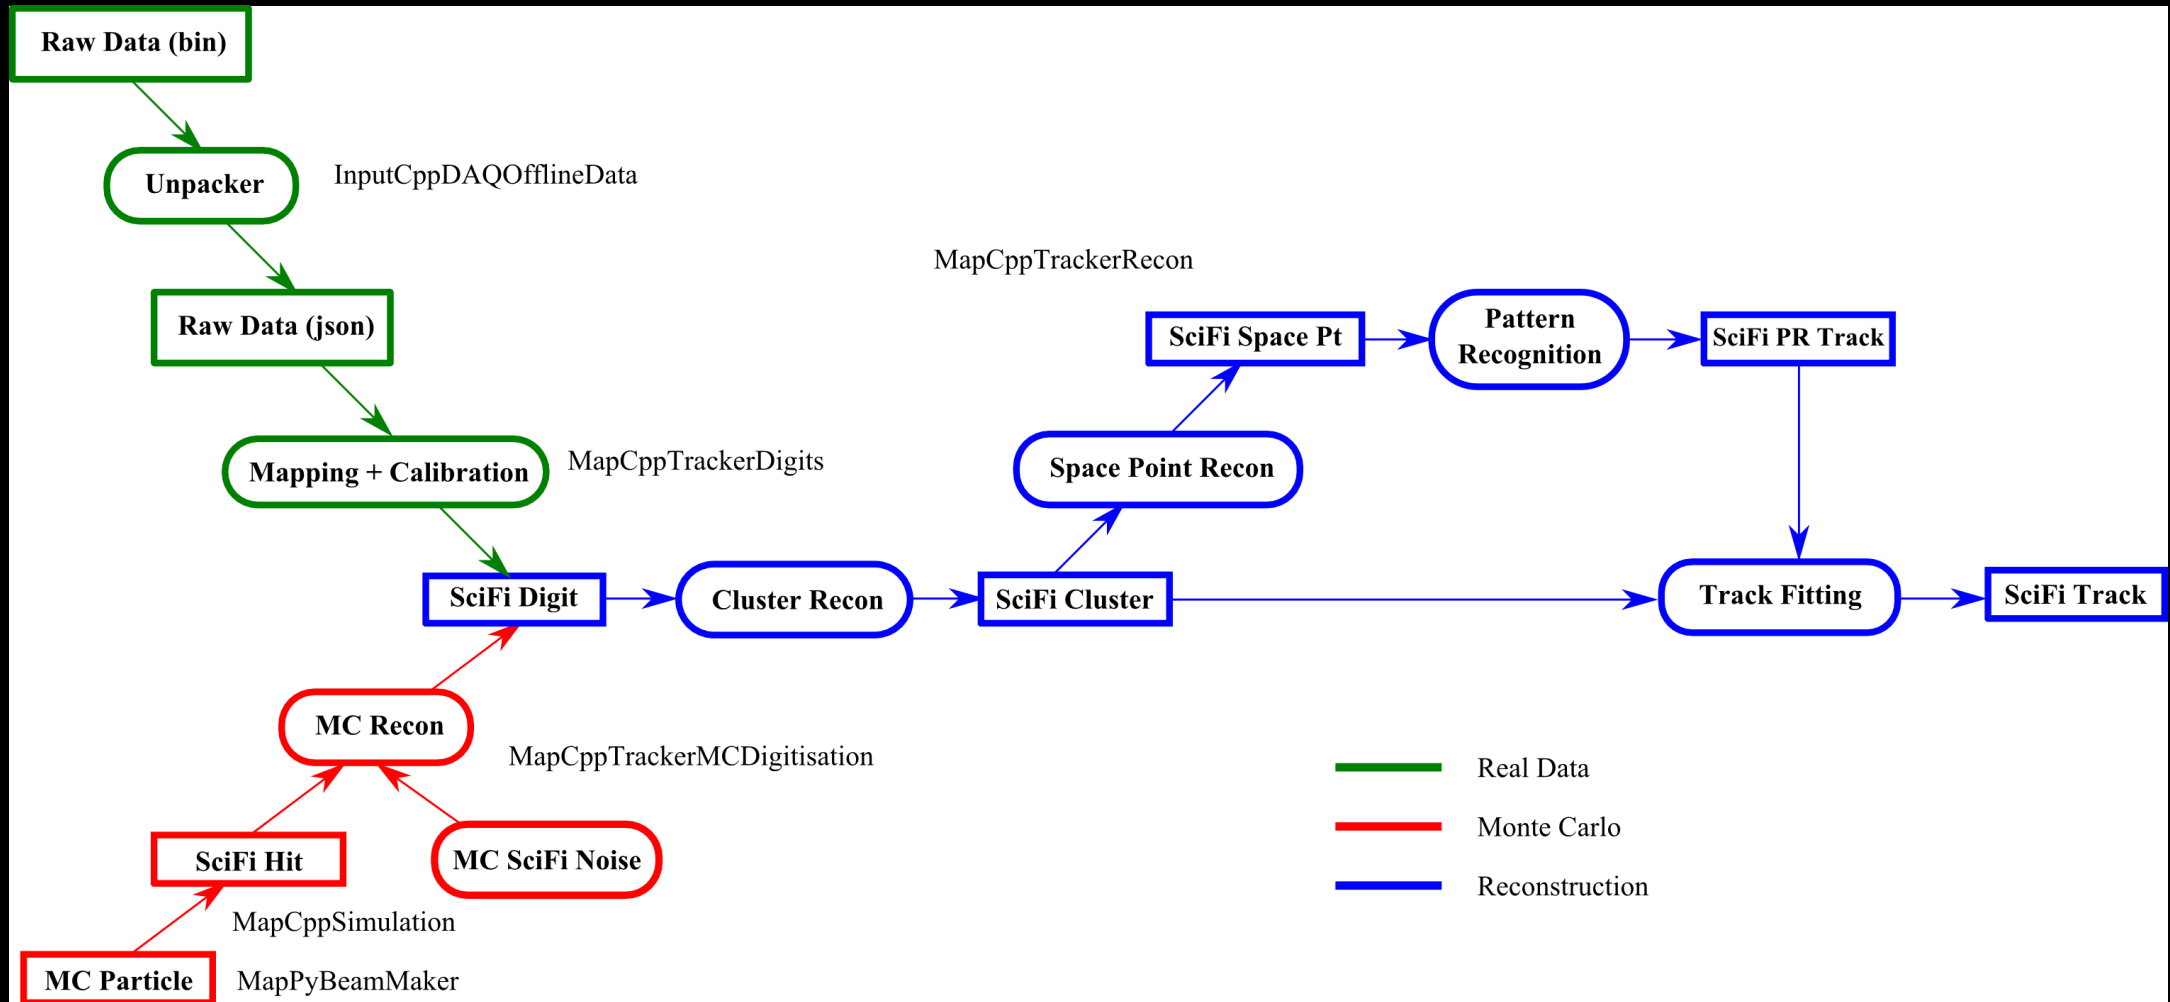 Raw Data (bin)
Unpacker
InputCppDAQOfflineData
Raw Data (json)
Mapping + Calibration
MapCppTrackerDigits
MapCppTrackerRecon
SciFi Space Pt
Pattern
Recognition
SciFi PR Track
Space Point Recon
SciFi Digit
Cluster Recon
SciFi Cluster
Track Fitting
SciFi Track
MC Recon
MapCppTrackerMCDigitisation
SciFi Hit
MC SciFi Noise
MapCppSimulation
MC Particle
MapPyBeamMaker
Real Data
Monte Carlo
Reconstruction